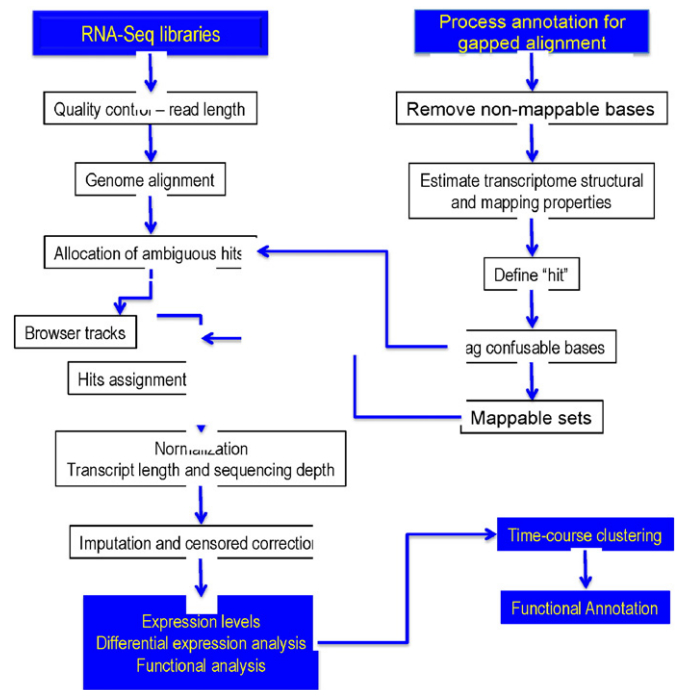 RNA-Seq libraries
Quality control – read length
Genome alignment
Allocation of ambiguous hits
Browser tracks
Hits assignment
Normalization
Transcript length and sequencing depth
Imputation and censored correction
Expression levels
Differential expression analysis
Functional analysis
Process annotation for
gapped alignment
Remove non-mappable bases
Estimate transcriptome structural
and mapping properties
Define “hit”
ag confusable bases
Mappable sets
Time-course clustering
Functional Annotation